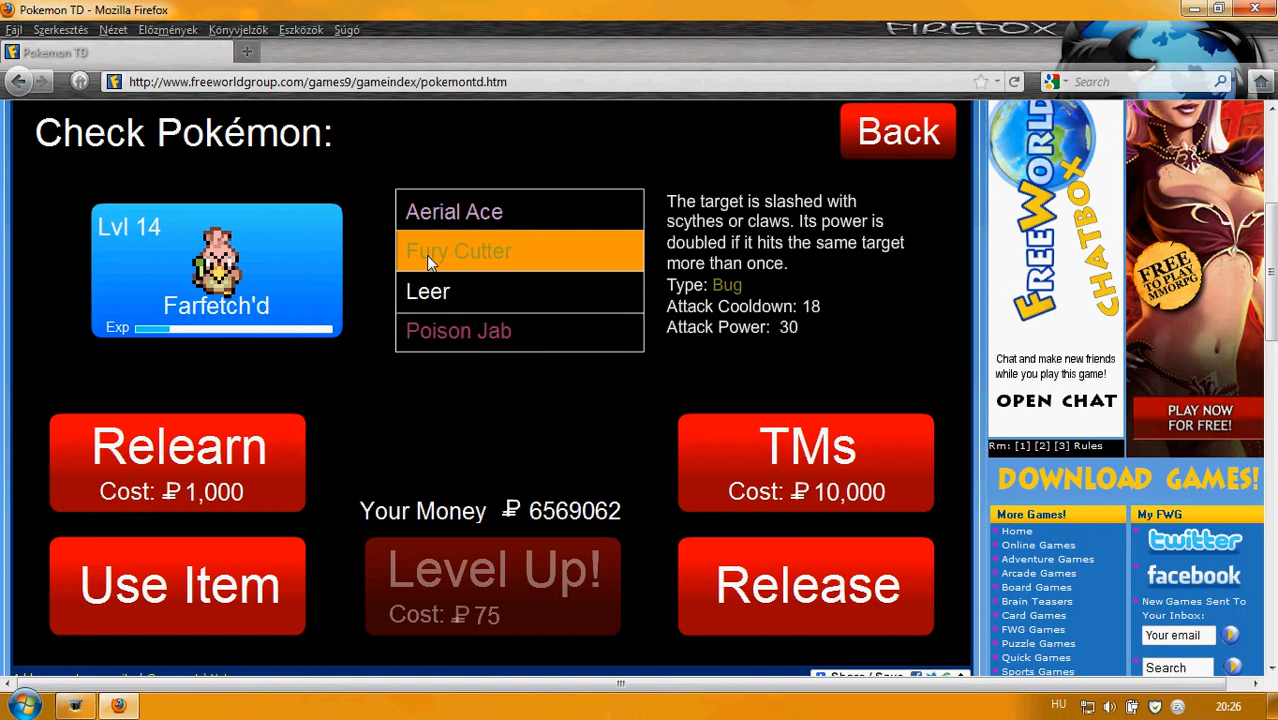 Pokemon TD - Mozilla Firefox
Fájl Szerkesztés Nézet Előzmények Könyvjelzők Eszközök Súgó
FIREFOX
Pokemon TD
http://www.freeworldgroup.com/games9/gameindex/pokemontd.htm
Search
Check Pokémon:
Back
Lvl 14
Farfetch'd
Exp
Aerial Ace
Fury Cutter
Leer
Poison Jab
The target is slashed with
scythes or claws. Its power is
doubled if it hits the same target
more than once.
Type: Bug
Attack Cooldown: 18
Attack Power: 30
Relearn
Cost: ₽ 1,000
TMs
Cost: ₽ 10,000
Your Money ₽ 6569062
Use Item
Level Up!
Cost: ₽ 75
Release
FREEWORLD
CHATBOX
Chat and make new friends
while you play this game!
OPEN CHAT
Rm: [1] [2] [3] Rules
FREE
TO PLAY
MMORPG
PLAY NOW
FOR FREE!
DOWNLOAD GAMES!
More Games!
Home
Online Games
Adventure Games
Arcade Games
Board Games
Brain Teasers
Card Games
FWG Games
Puzzle Games
Quick Games
Sports Games
My FWG
twitter
facebook
New Games Sent To
Your Inbox:
Your email
Search
HU
20:26